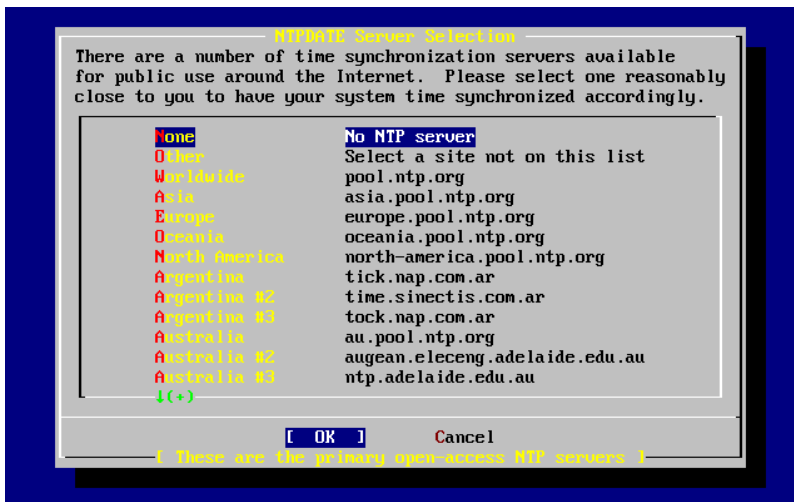 NTPDATE Server Selection
There are a number of time synchronization servers available
for public use around the Internet.  Please select one reasonably
close to you to have your system time synchronized accordingly.
None No NTP server
Other Select a site not on this list
Worldwide pool.ntp.org
Asia asia.pool.ntp.org
Europe europe.pool.ntp.org
Oceania oceania.pool.ntp.org
North America north-america.pool.ntp.org
Argentina tick.nap.com.ar
Argentina #2 time.sinectis.com.ar
Argentina #3 tock.nap.com.ar
Australia au.pool.ntp.org
Australia #2 augean.eleceng.adelaide.edu.au
Australia #3 ntp.adelaide.edu.au
↓(+)
[ OK ] Cancel
[ These are the primary open-access NTP servers ]